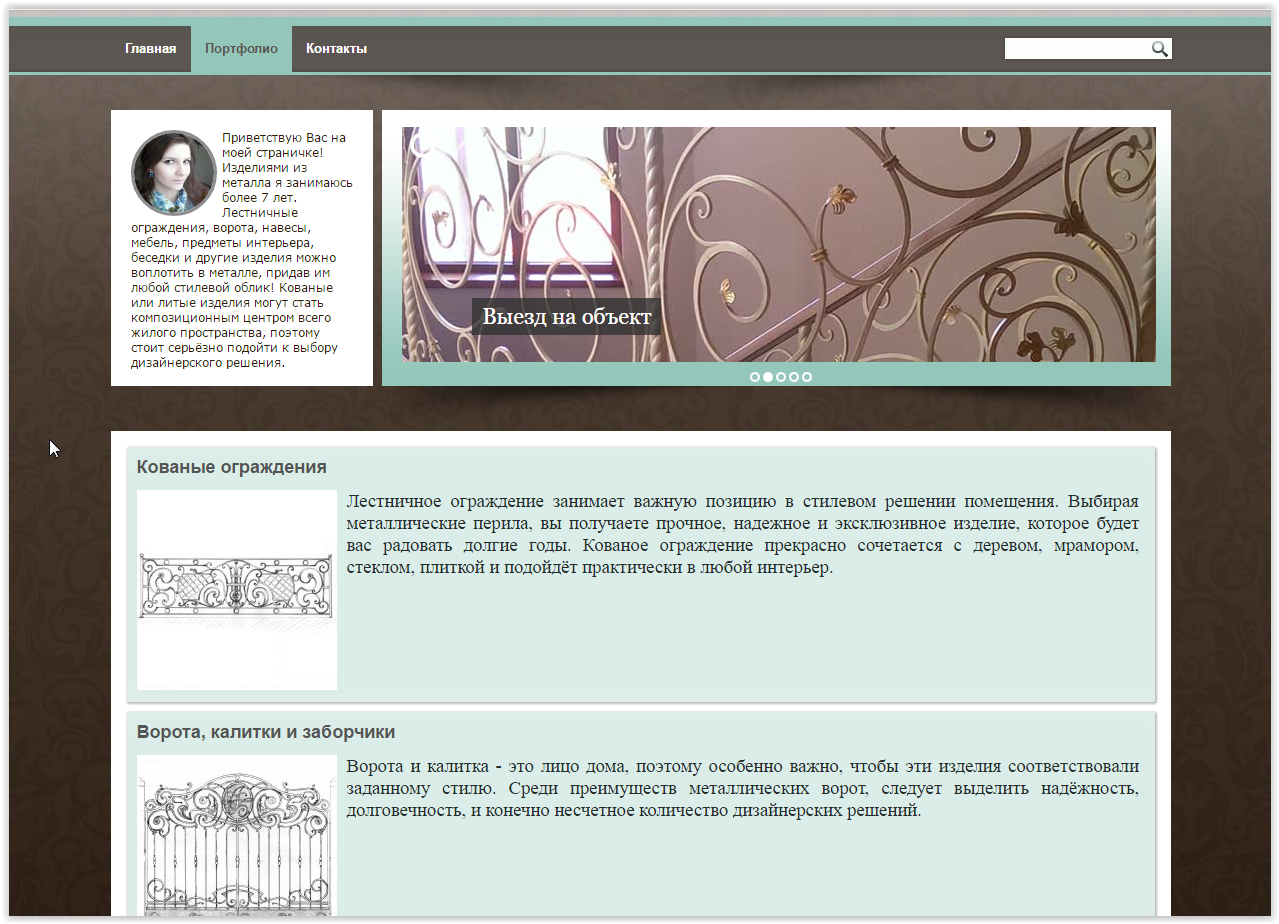 Главная Портфолио Контакты
Приветствую Вас на
моей страничке!
Изделиями из
металла я занимаюсь
более 7 лет.
Лестничные
ограждения, ворота, навесы,
мебель, предметы интерьера,
беседки и другие изделия можно
воплотить в металле, придав им
любой стилевой облик! Кованые
или литые изделия могут стать
композиционным центром всего
жилого пространства, поэтому
стоит серьёзно подойти к выбору
дизайнерского решения.
Выезд на объект
Кованые ограждения
Лестничное ограждение занимает важную позицию в стилевом решении помещения. Выбирая
металлические перила, вы получаете прочное, надежное и эксклюзивное изделие, которое будет
вас радовать долгие годы. Кованое ограждение прекрасно сочетается с деревом, мрамором,
стеклом, плиткой и подойдёт практически в любой интерьер.
Ворота, калитки и заборчики
Ворота и калитка - это лицо дома, поэтому особенно важно, чтобы эти изделия соответствовали
заданному стилю. Среди преимуществ металлических ворот, следует выделить надёжность,
долговечность, и конечно несчетное количество дизайнерских решений.